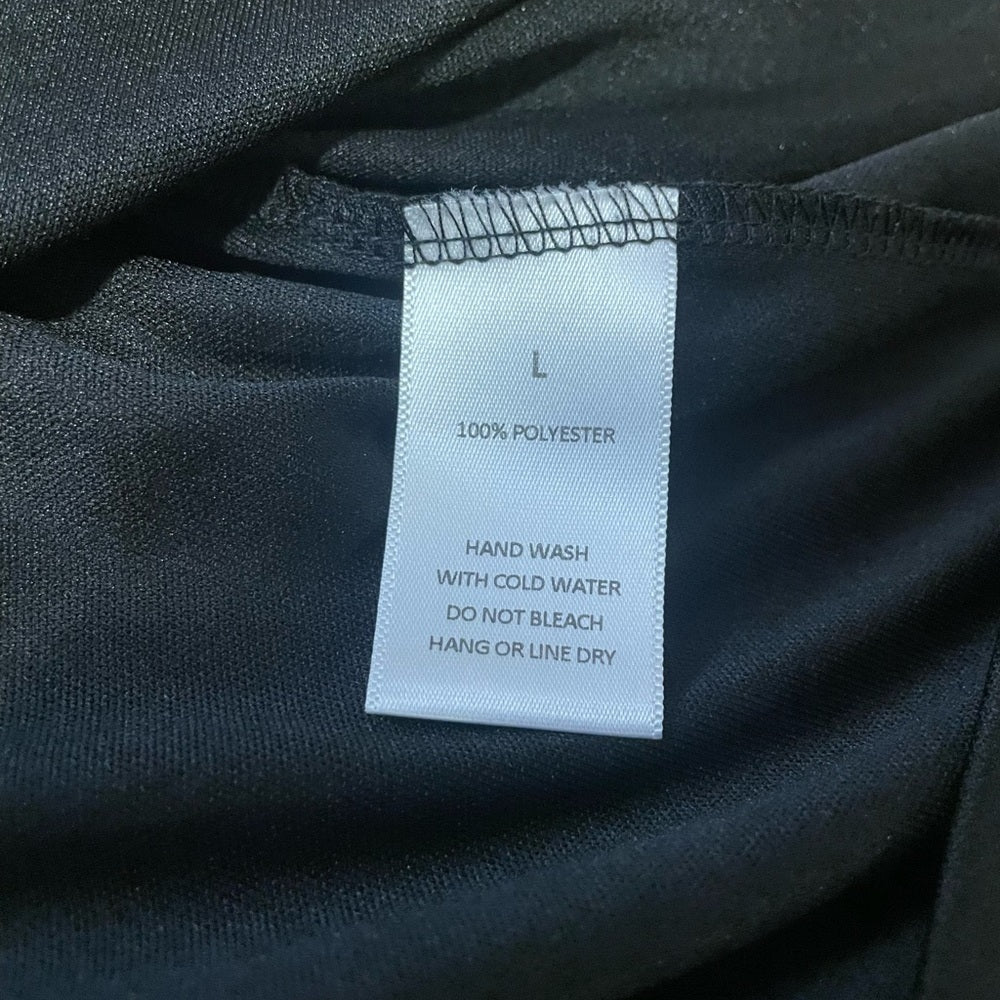 L
100% POLYESTER
HAND WASH
WITH COLD WATER
DO NOT BLEACH
HANG OR LINE DRY